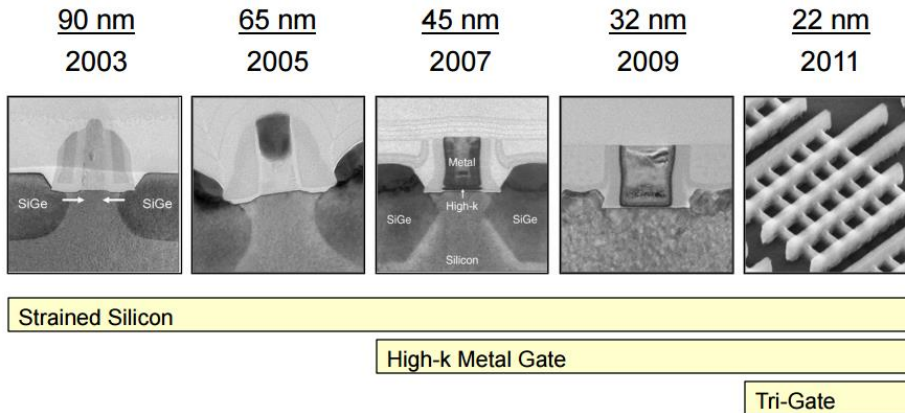 90 nm 65 nm 45 nm 32 nm 22 nm
2003 2005 2007 2009 2011
SiGe SiGe
Metal
High-k
SiGe SiGe
Silicon
Strained Silicon
High-k Metal Gate
Tri-Gate